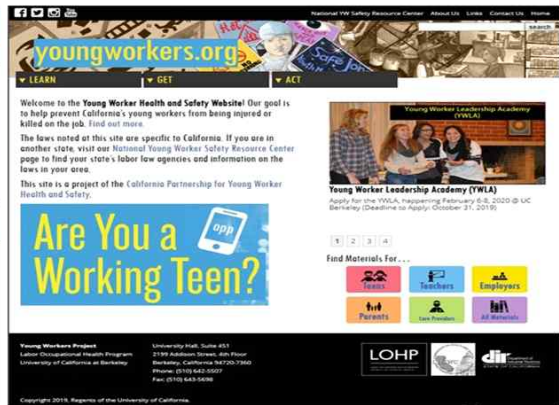 National YW Safety Resource Center About Us Links Contact Us Home
search
youngworkers.org
LEARN GET ACT
Welcome to the Young Worker Health and Safety Website! Our goal is
to help prevent California's young workers from being injured or
killed on the job. Find out more.
The laws noted at this site are specific to California. If you are in
another state, visit our National Young Worker Safety Resource Center
page to find your state's labor law agencies and information on the
laws in your area.
This site is a project of the California Partnership for Young Worker
Health and Safety.
Are You a
Working Teen?
app
Young Worker Leadership Academy
(YWLA)
Young Worker Leadership Academy (YWLA)
Apply for the YWLA, happening February 6-8, 2020 @ UC
Berkeley (Deadline to Apply: October 21, 2019)
1 2 3 4
Find Materials For...
Teens Teachers Employers
Parents Care Providers All Materials
Young Workers Project
Labor Occupational Health Program
University of California at Berkeley
University Hall, Suite 451
2199 Addison Street, 4th Floor
Berkeley, California 94720-7360
Phone: (510) 642-5507
Fax: (510) 643-5698
LOHP
dir
STATE OF CALIFORNIA
Copyright 2019, Regents of the University of California.